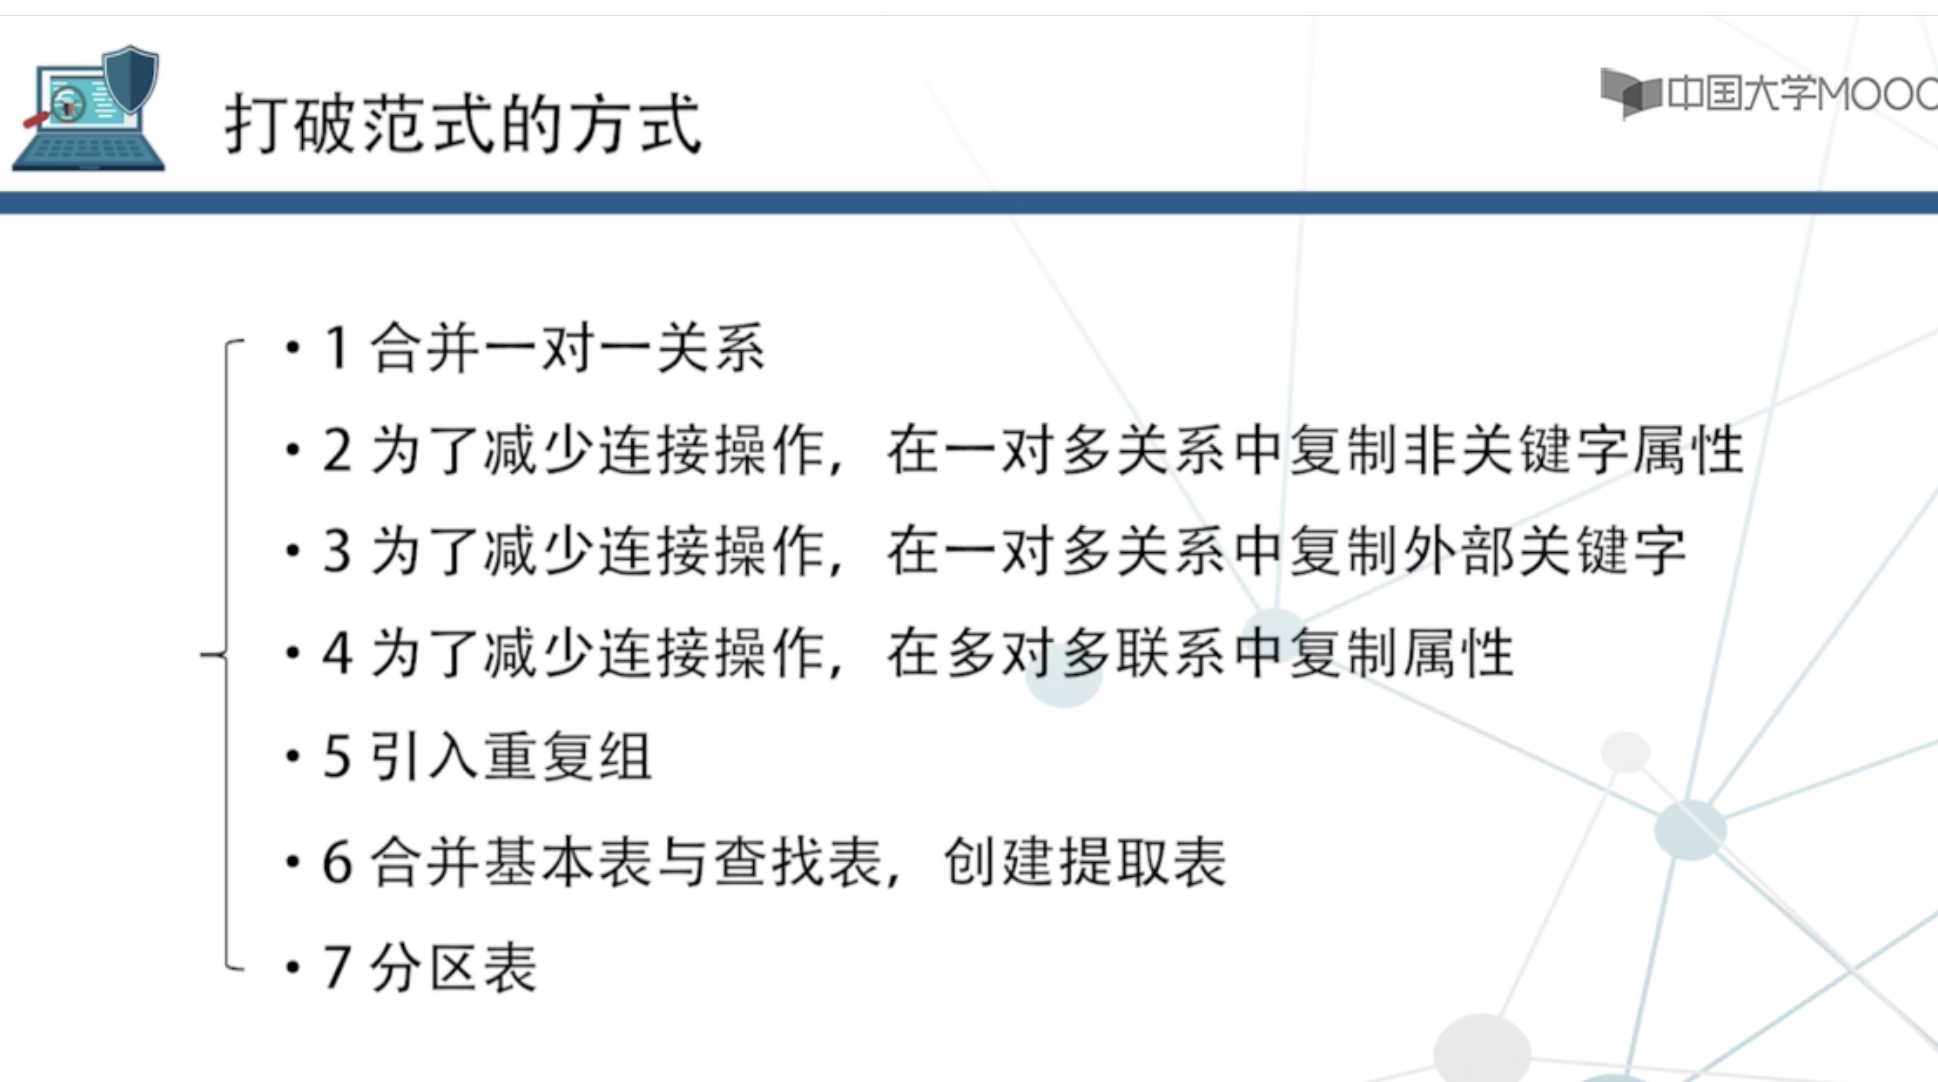 打破范式的方式
中国大学MOOC
• 1 合并一对一关系
• 2 为了减少连接操作，在一对多关系中复制非关键字属性
• 3 为了减少连接操作，在一对多关系中复制外部关键字
• 4 为了减少连接操作，在多对多联系中复制属性
• 5 引入重复组
• 6 合并基本表与查找表，创建提取表
• 7 分区表